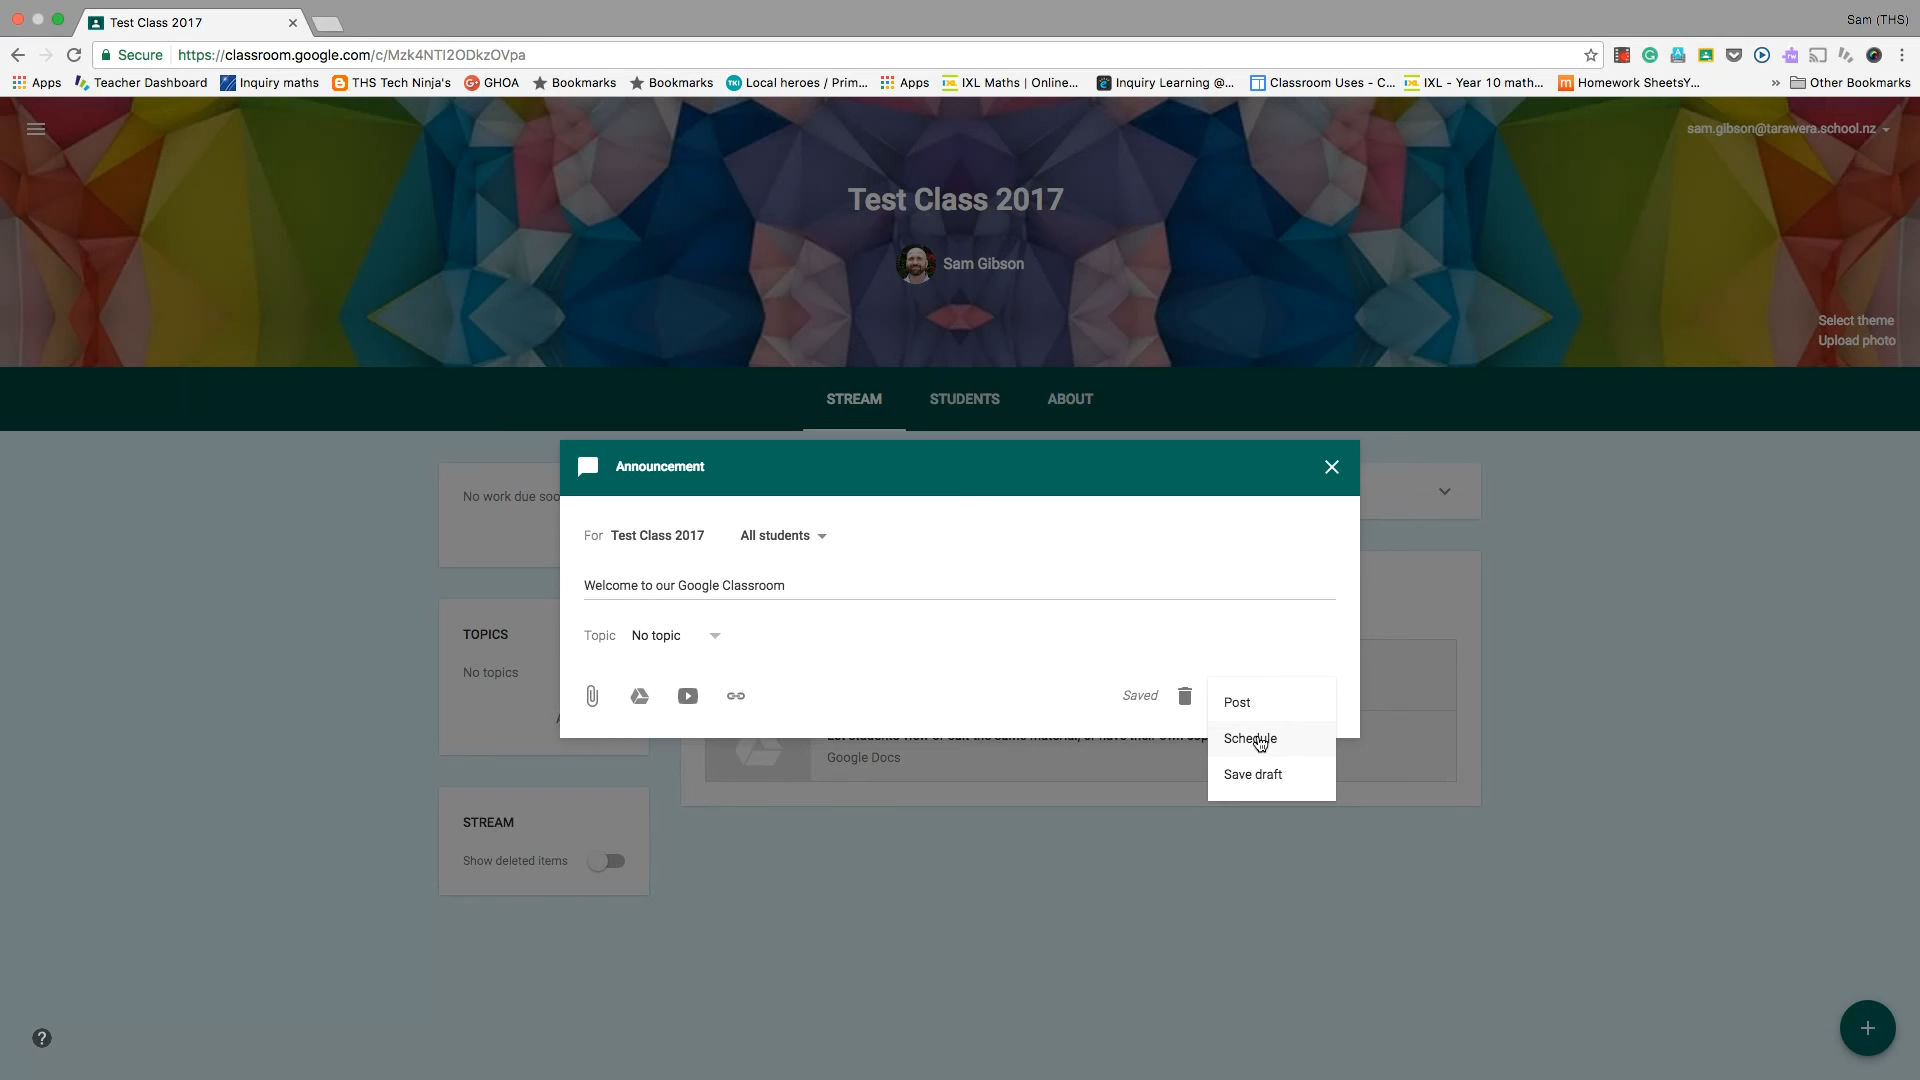 Test Class 2017
Sam (THS)
Secure https://classroom.google.com/c/Mzk4NTI2ODkzOVpa
Apps Teacher Dashboard Inquiry maths THS Tech Ninja's GHOA Bookmarks Bookmarks Local heroes / Prim... Apps IXL Maths | Online... Inquiry Learning @... Classroom Uses - C... IXL - Year 10 math... Homework SheetsY... » Other Bookmarks
sam.gibson@tarawera.school.nz
Test Class 2017
Sam Gibson
Select theme
Upload photo
STREAM STUDENTS ABOUT
Announcement
No work due soo
For Test Class 2017 All students
Welcome to our Google Classroom
TOPICS
Topic No topic
No topics
Saved
Post
Schedule
Save draft
Google Docs
STREAM
Show deleted items